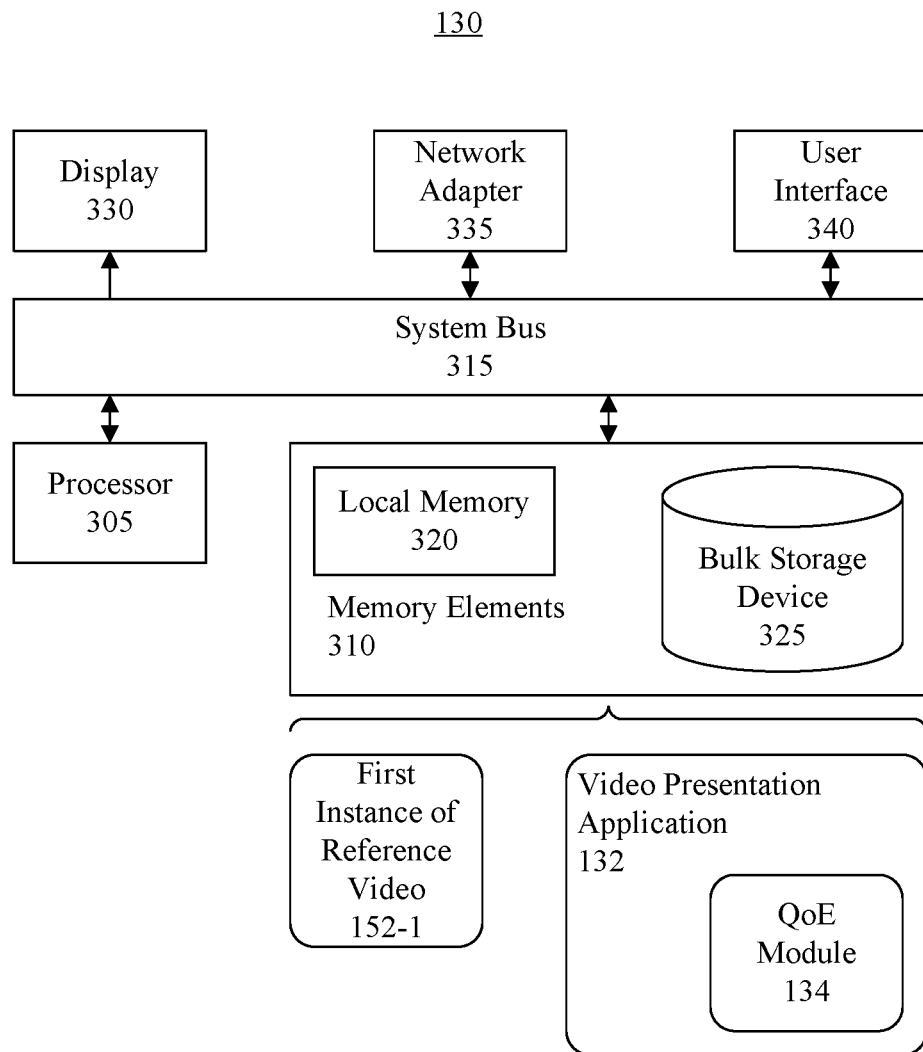 130
Display
330
Network
Adapter
335
User
Interface
340
System Bus
315
Processor
305
Local Memory
320
Memory Elements
310
Bulk Storage
Device
325
First
Instance of
Reference
Video
152-1
Video Presentation
Application
132
QoE
Module
134